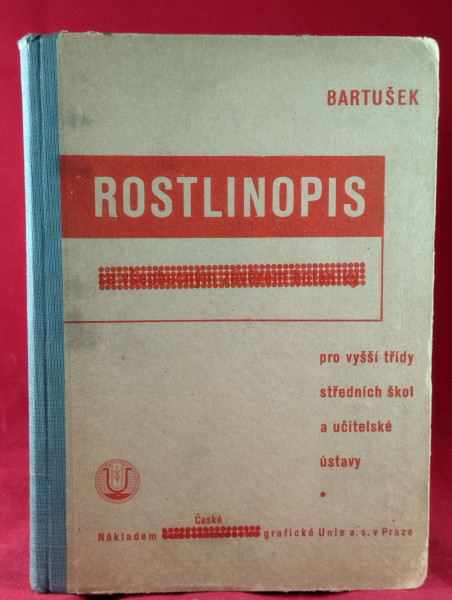 BARTUŠEK
ROSTLINOPIS
pro vyšší třídy
středních škol
a učitelské
ústavy
•
České
Nákladem grafické Unie a. s. v Praze